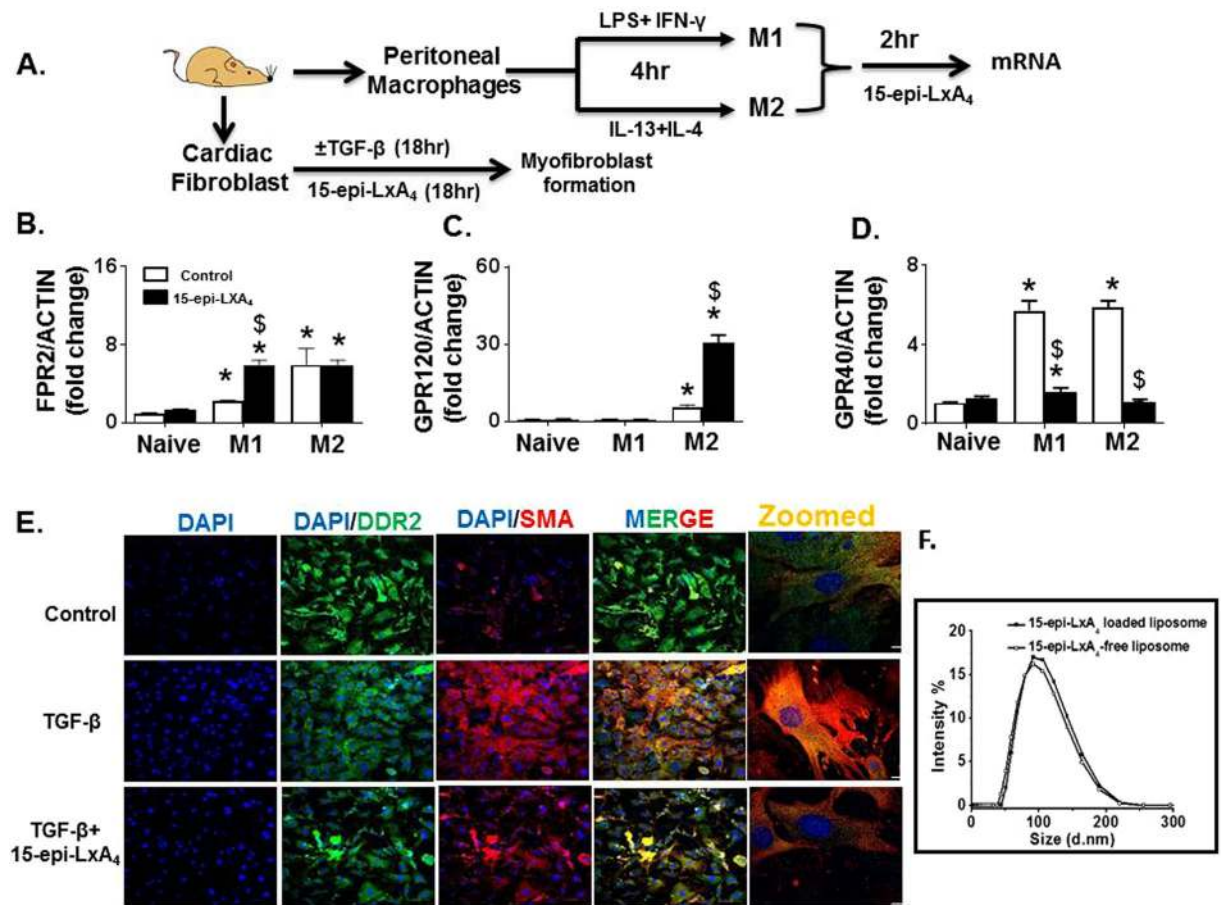 A.
Peritoneal
Macrophages
LPS+ IFN-γ
4hr
IL-13+IL-4
M1
M2
2hr
15-epi-LxA₄
mRNA
Cardiac
Fibroblast
±TGF-β (18hr)
15-epi-LxA₄ (18hr)
Myofibroblast
formation
B.
FPR2/ACTIN
(fold change)
16
8
0
Control
15-epi-LXA₄
*
$
*
*
*
Naive M1 M2
C.
GPR120/ACTIN
(fold change)
60
30
0
*
$
*
Naive M1 M2
D.
GPR40/ACTIN
(fold change)
8
4
0
*
$
*
*
$
Naive M1 M2
E.
DAPI DAPI/DDR2 DAPI/SMA MERGE Zoomed
Control
TGF-β
TGF-β+
15-epi-LxA₄
F.
15-epi-LxA₄ loaded liposome
15-epi-LxA₄-free liposome
Intensity %
20
15
10
5
0
0 100 200 300
Size (d.nm)